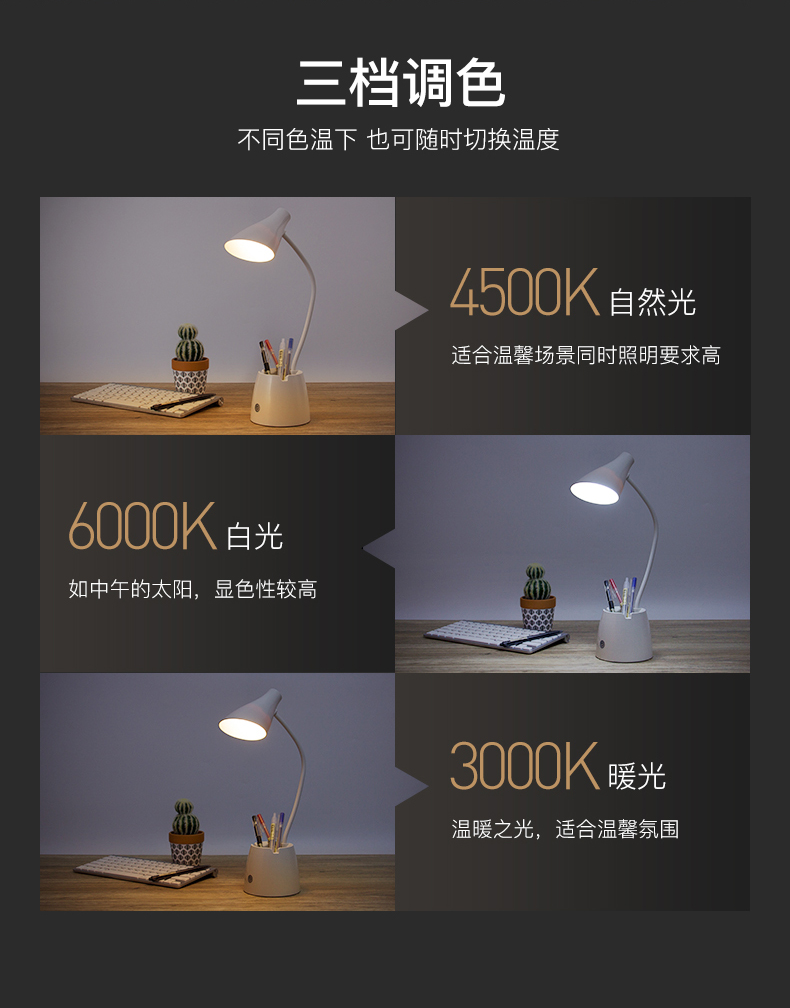 三档调色
不同色温下 也可随时切换温度
4500K 自然光
适合温馨场景同时照明要求高
6000K 白光
如中午的太阳，显色性较高
3000K 暖光
温暖之光，适合温馨氛围